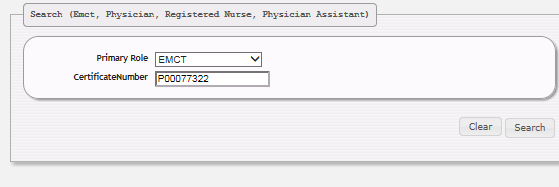 Search (Emct, Physician, Registered Nurse, Physician Assistant)
Primary Role EMCT
CertificateNumber P00077322
Clear Search